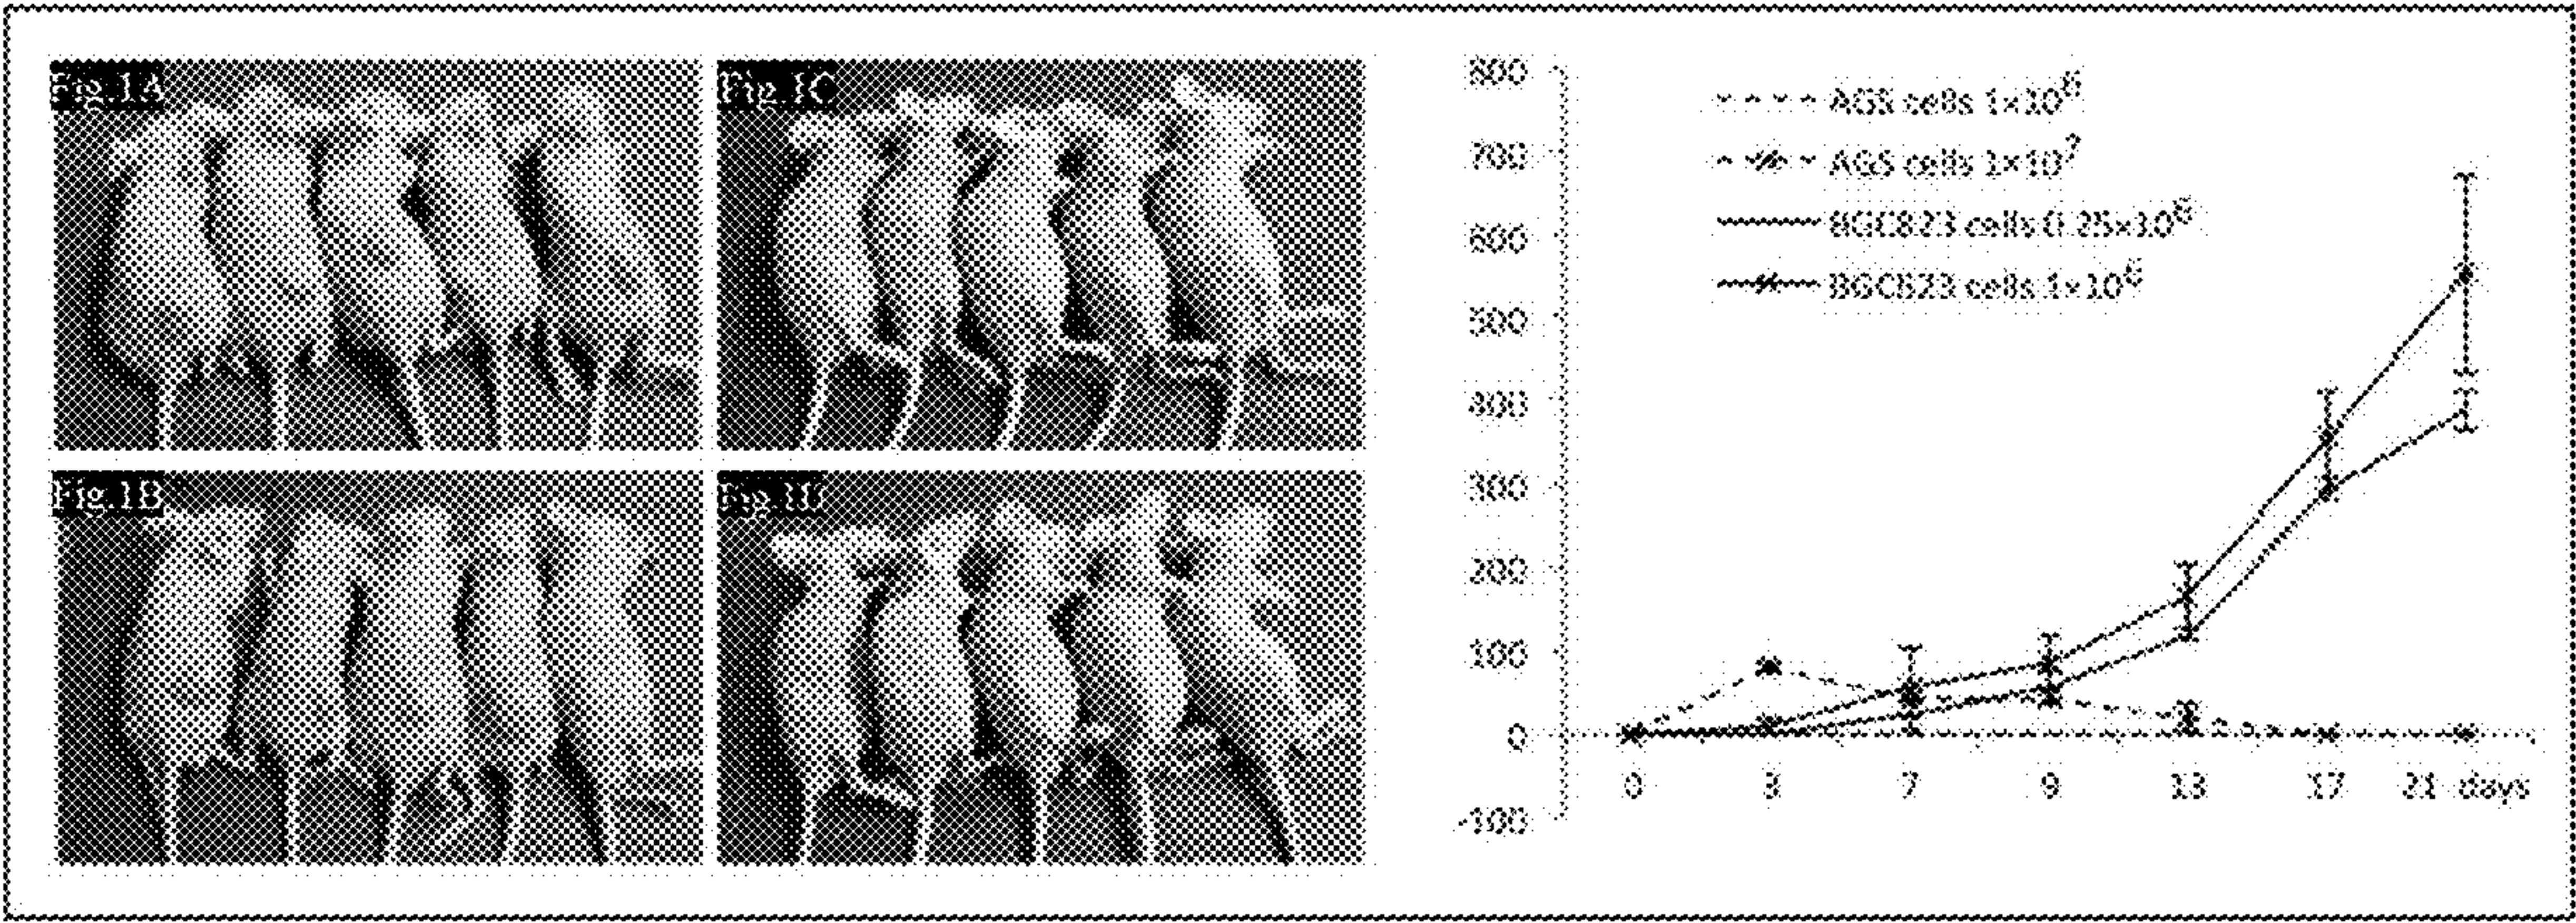 Fig.1A
Fig.1C
Fig.1B
Fig.1D
800
700
600
500
400
300
200
100
0
-100
AGS cells 1×10⁶
AGS cells 1×10⁷
BGC823 cells 0.25×10⁶
BGC823 cells 1×10⁶
0 3 7 9 13 17 21 days